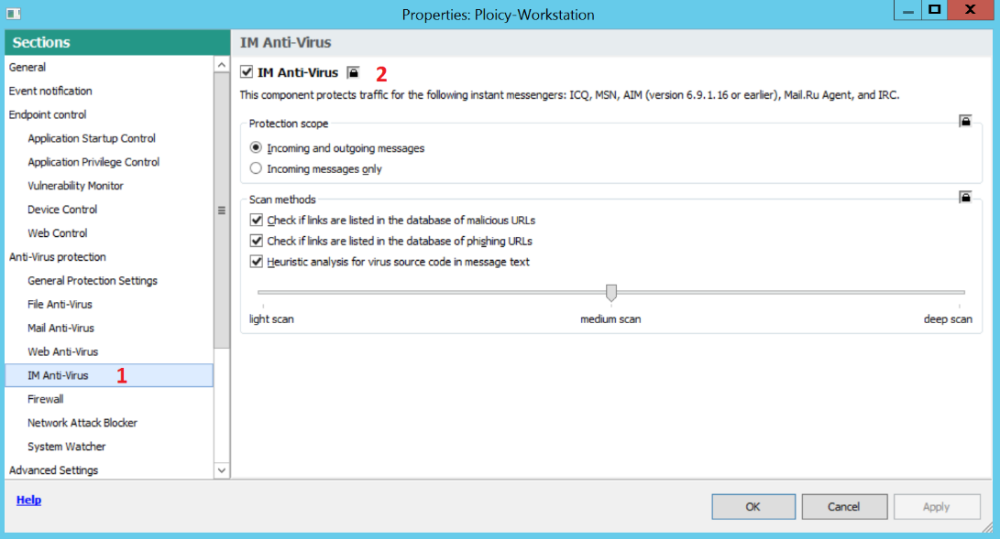 Properties: Ploicy-Workstation
Sections
General
Event notification
Endpoint control
Application Startup Control
Application Privilege Control
Vulnerability Monitor
Device Control
Web Control
Anti-Virus protection
General Protection Settings
File Anti-Virus
Mail Anti-Virus
Web Anti-Virus
IM Anti-Virus 1
Firewall
Network Attack Blocker
System Watcher
Advanced Settings
IM Anti-Virus
IM Anti-Virus 2
This component protects traffic for the following instant messengers: ICQ, MSN, AIM (version 6.9.1.16 or earlier), Mail.Ru Agent, and IRC.
Protection scope
Incoming and outgoing messages
Incoming messages only
Scan methods
Check if links are listed in the database of malicious URLs
Check if links are listed in the database of phishing URLs
Heuristic analysis for virus source code in message text
light scan medium scan deep scan
Help
OK Cancel Apply